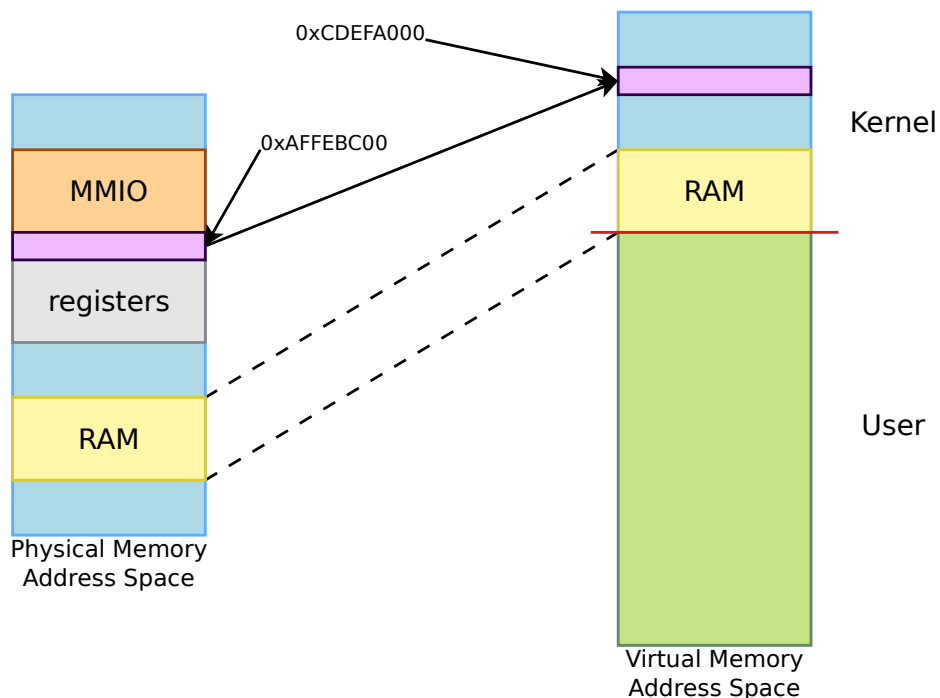 0xCDEFA000
0xAFFEBC00
MMIO
registers
RAM
Physical Memory
Address Space
RAM
Kernel
User
Virtual Memory
Address Space